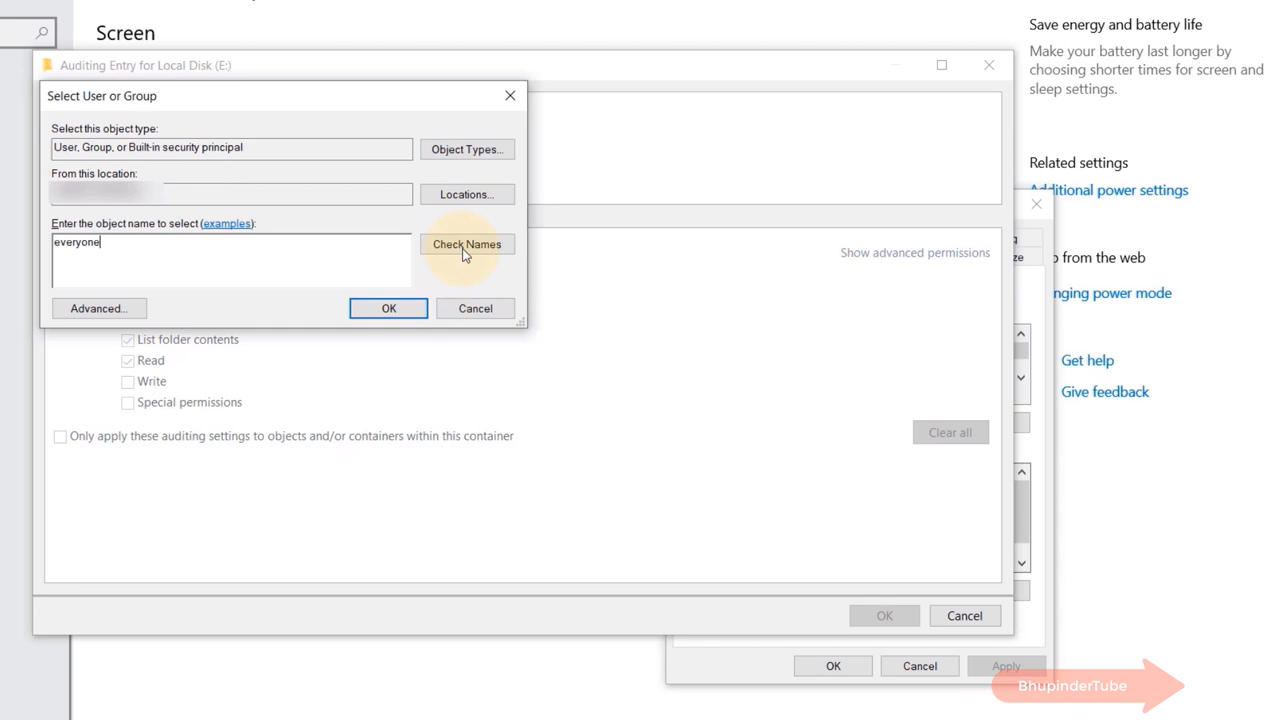 Screen
Save energy and battery life
Make your battery last longer by
choosing shorter times for screen and
sleep settings.
Related settings
Additional power settings
p from the web
nging power mode
Get help
Give feedback
Auditing Entry for Local Disk (E:)
Select User or Group
Select this object type:
User, Group, or Built-in security principal
Object Types...
From this location:
Locations...
Enter the object name to select (examples):
everyone
Check Names
Advanced...
OK
Cancel
Show advanced permissions
List folder contents
Read
Write
Special permissions
Only apply these auditing settings to objects and/or containers within this container
Clear all
OK
Cancel
ze
OK
Cancel
Apply
BhupinderTube